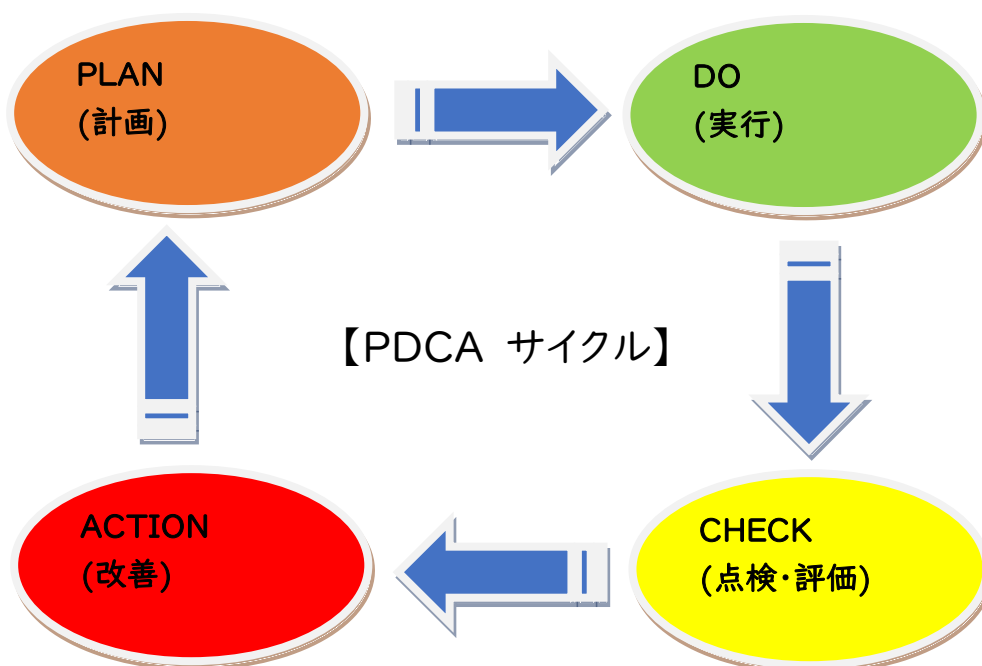 PLAN
(計画)
DO
(実行)
【PDCA サイクル】
ACTION
(改善)
CHECK
(点検・評価)